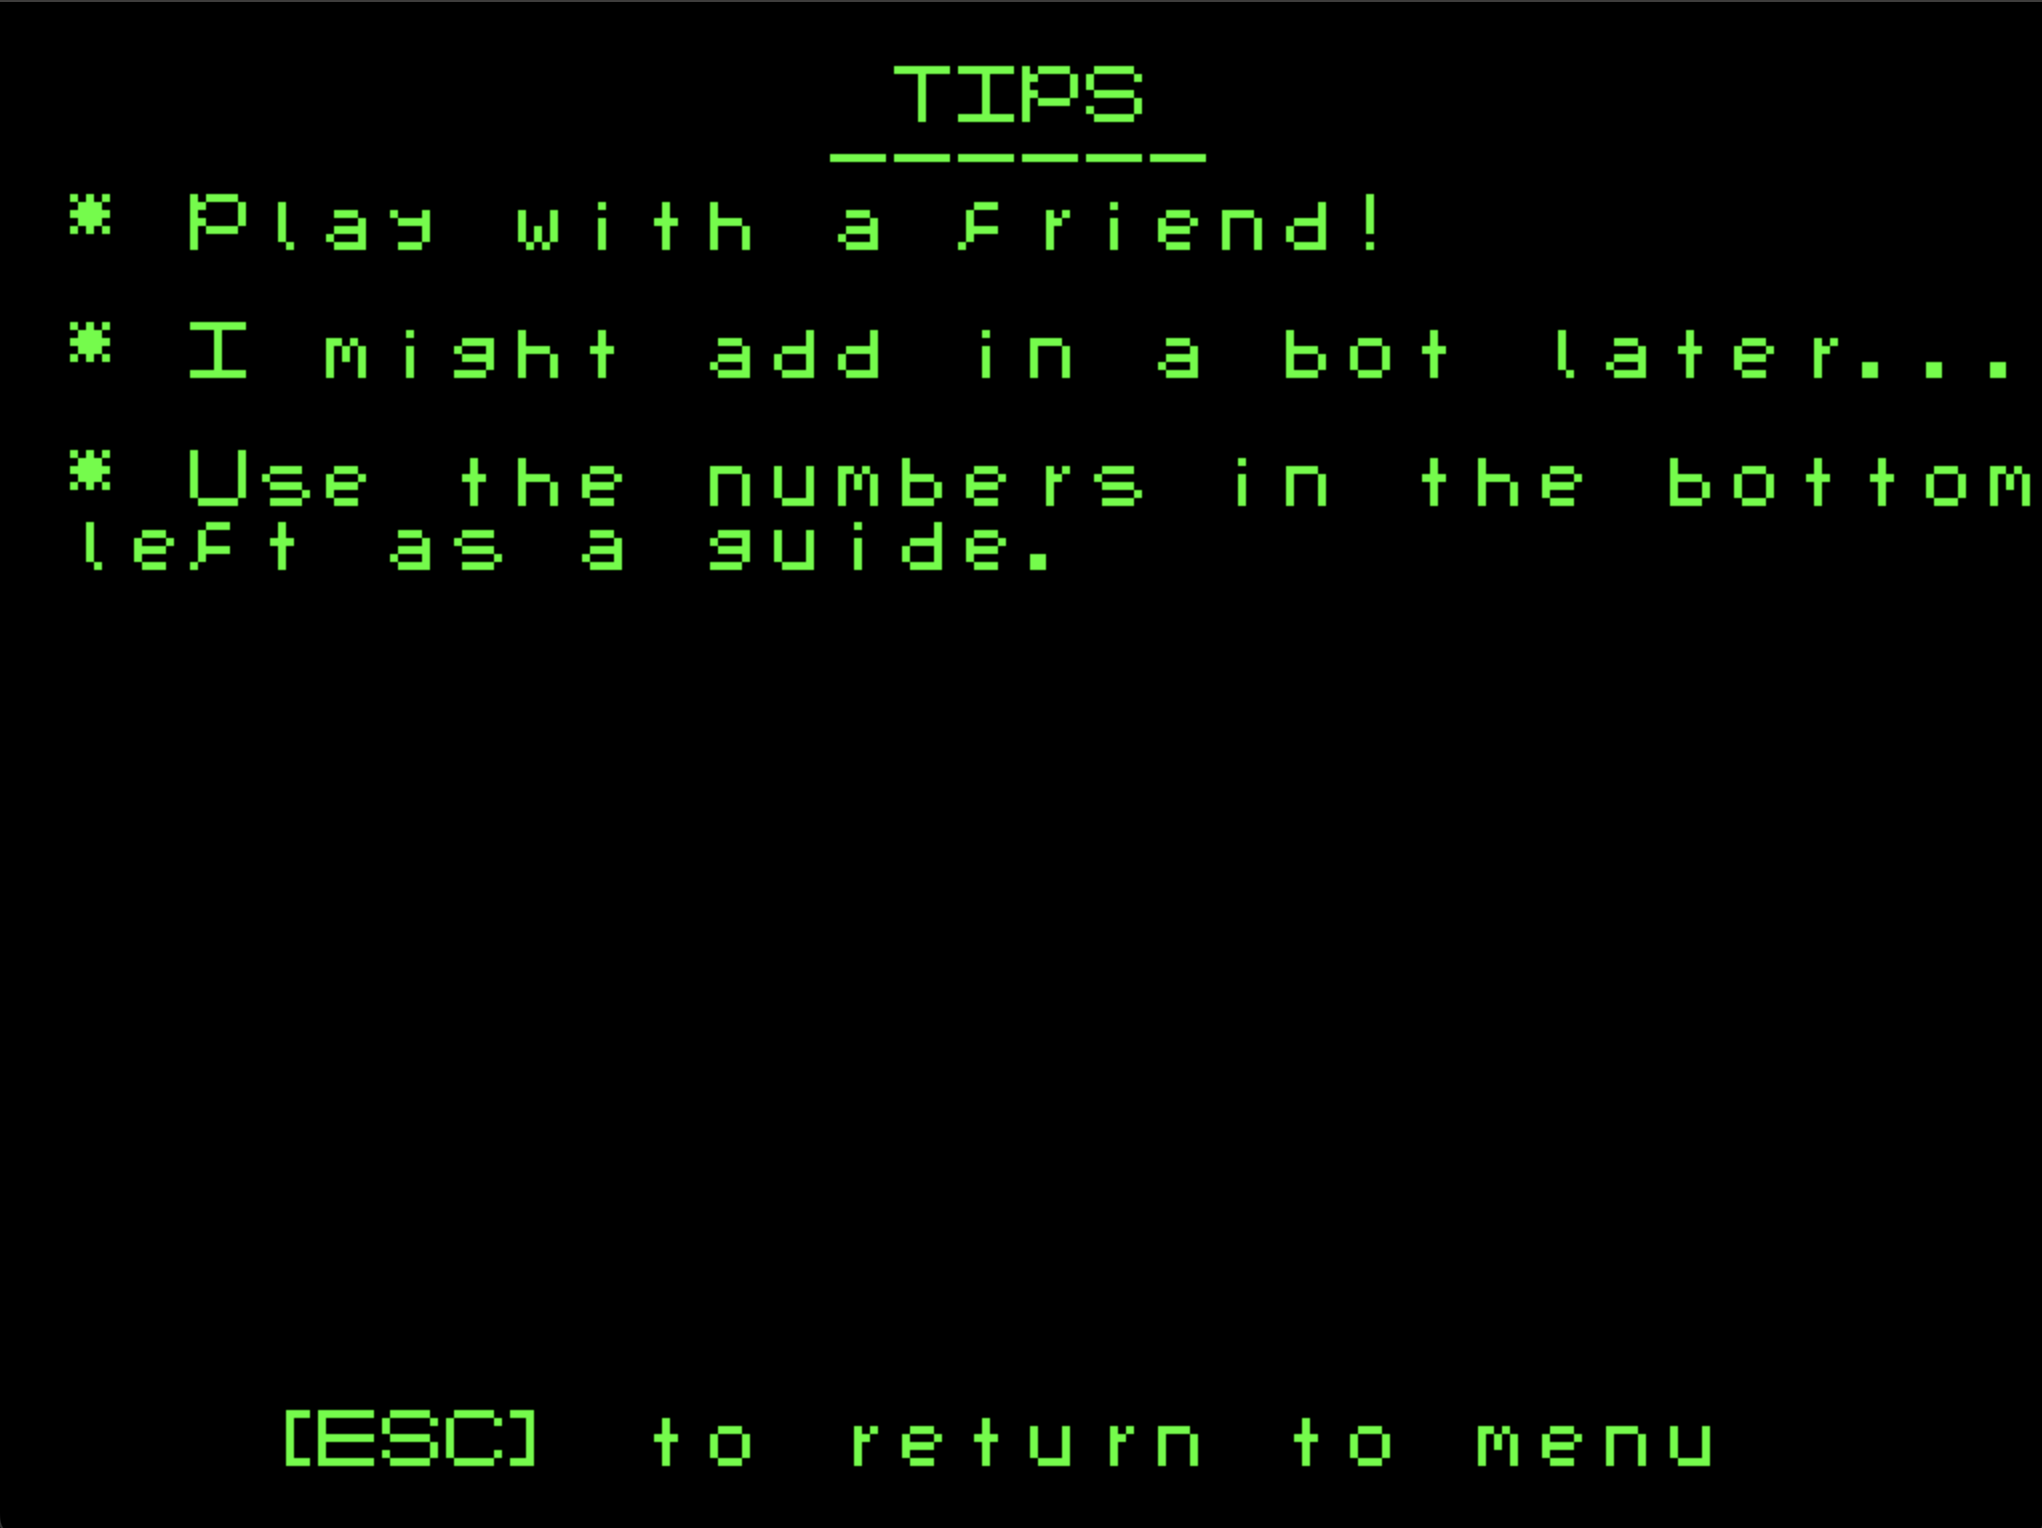 TIPS
______
* Play with a friend!
* I might add in a bot later...
* Use the numbers in the bottom
left as a guide.
[ESC] to return to menu